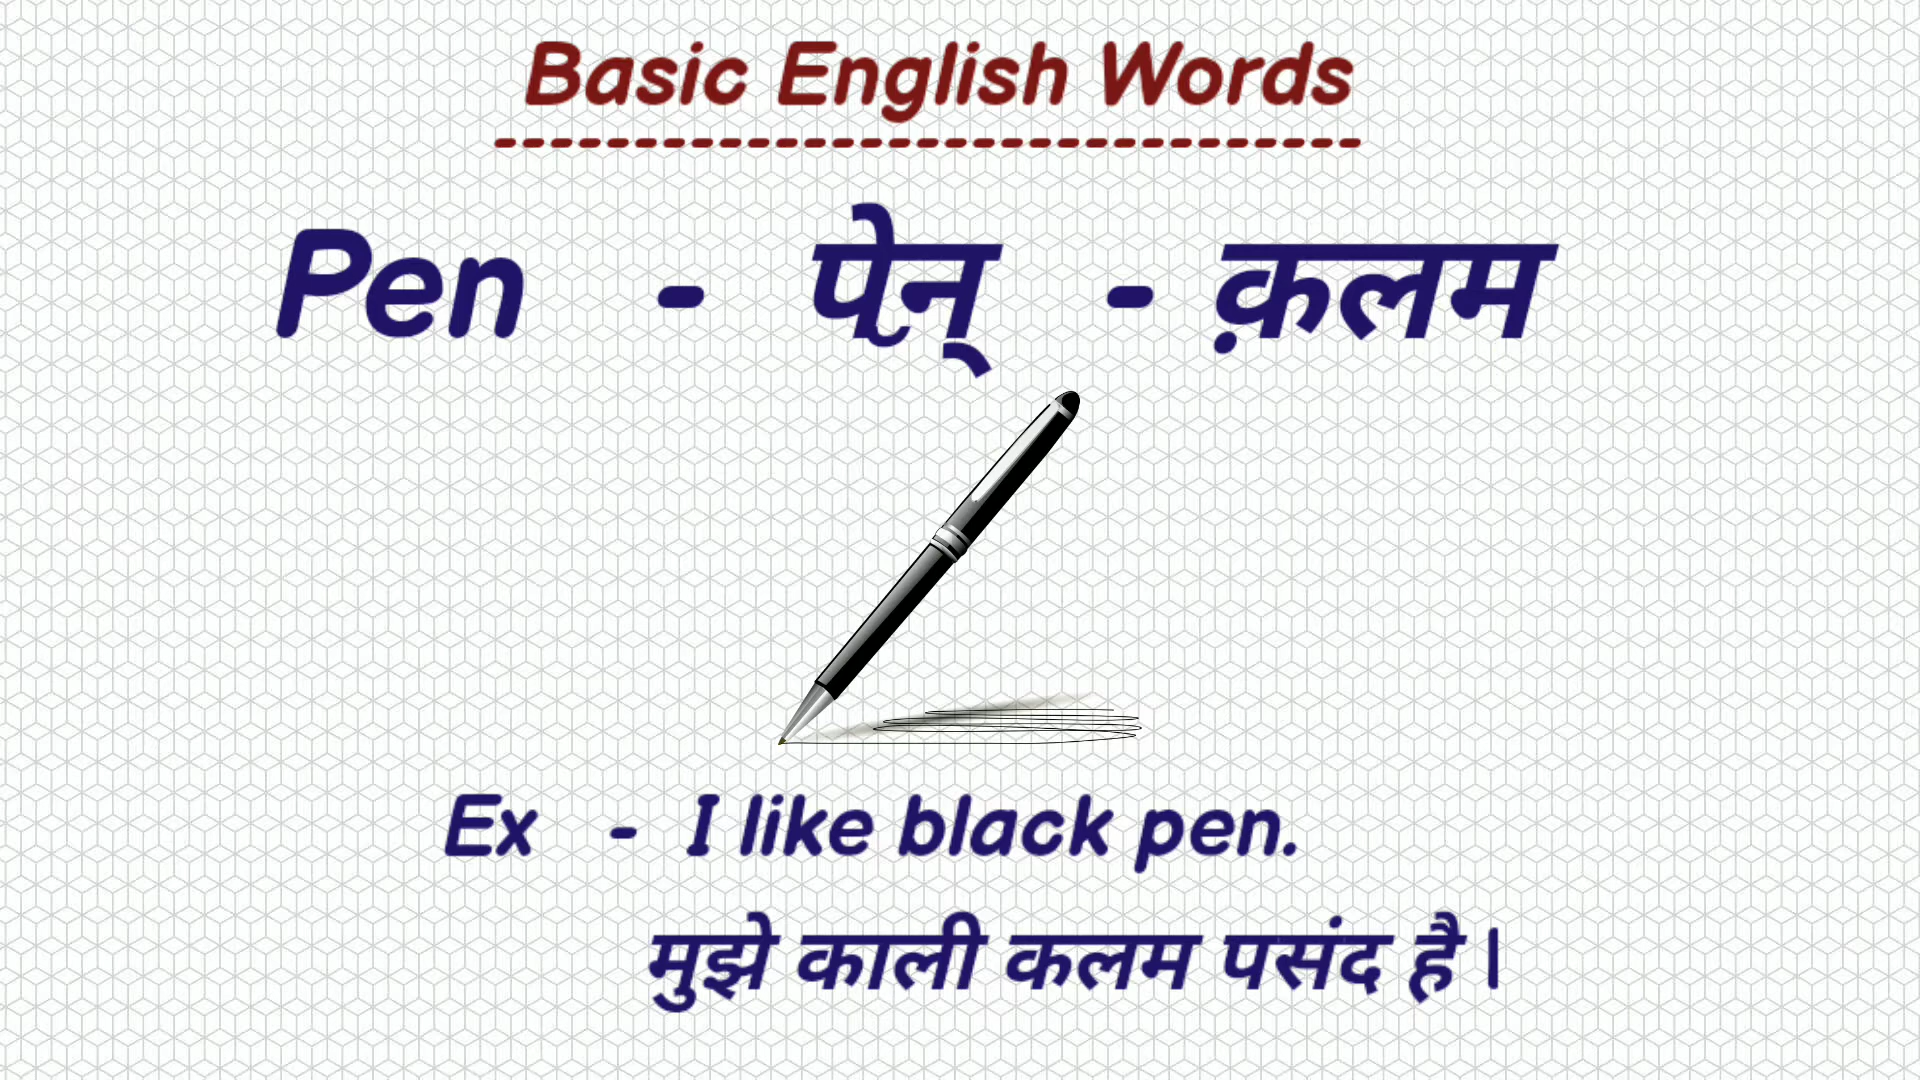 Basic English Words
Pen - पेन् - क़लम
Ex - I like black pen.
मुझे काली कलम पसंद है।